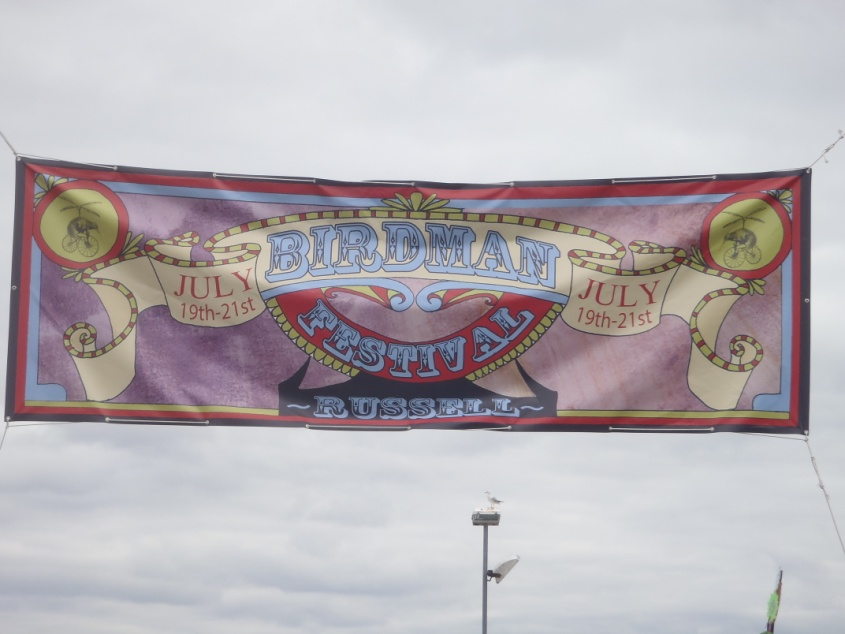 BIRDMAN
FESTIVAL
~RUSSELL~
JULY
19th-21st
JULY
19th-21st